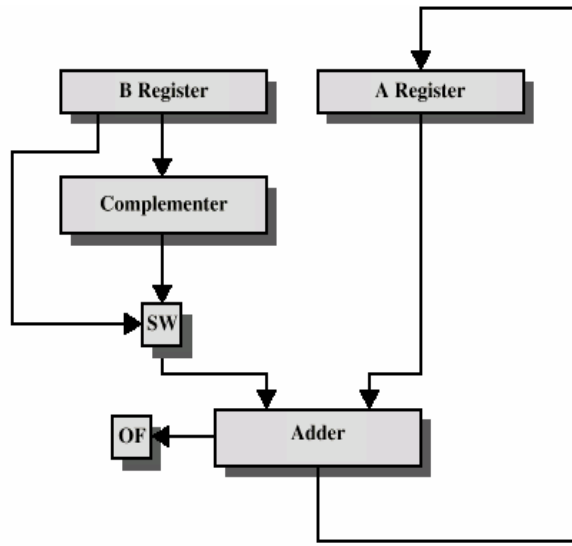 B Register
A Register
Complementer
SW
OF
Adder